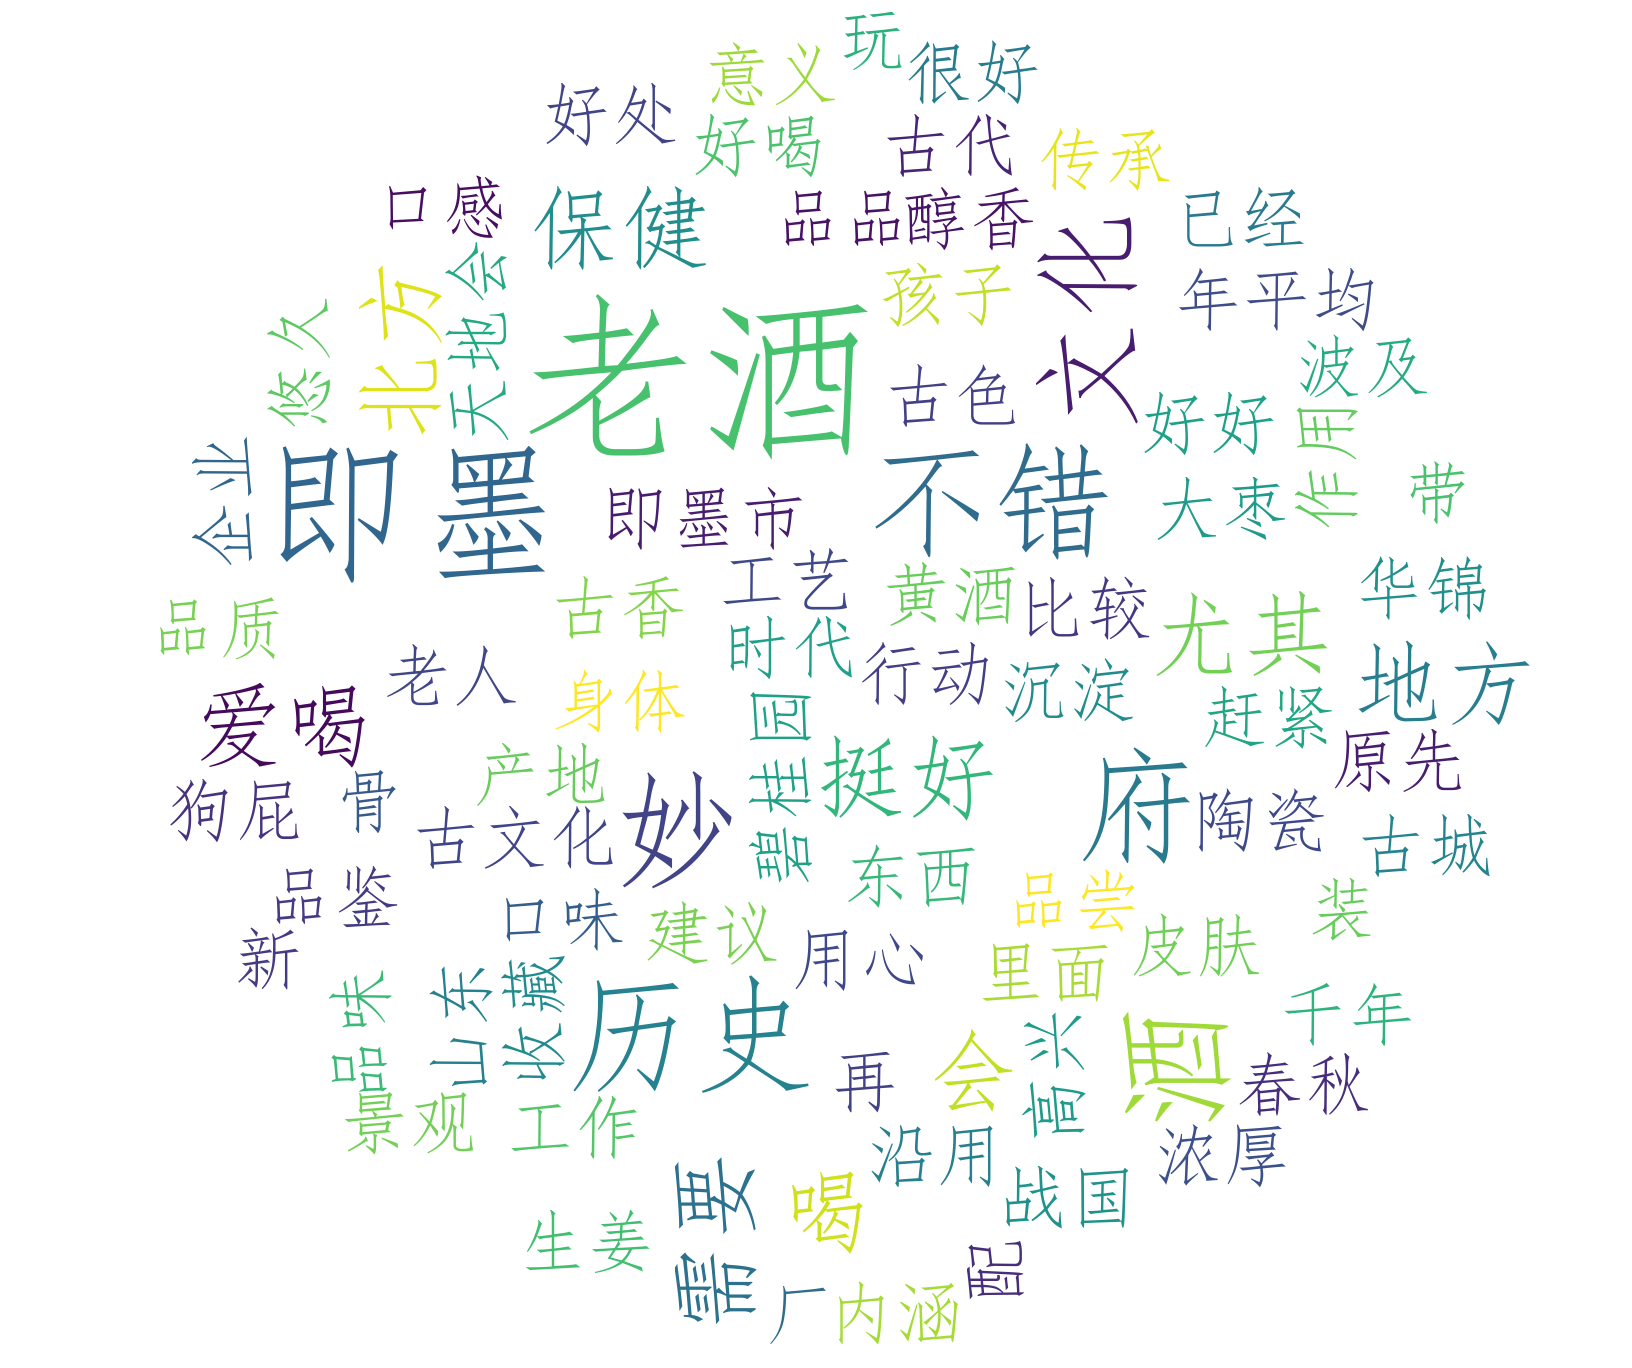 玩
意义
很好
好处
好喝
古代
传承
口感
保健
品品
醇香
文化
已经
天地会
北方
孩子
年平均
悠久
老酒
古色
波及
好好
作用
企业
即墨
不错
即墨市
大枣
带
工艺
黄酒
比较
华锦
品质
古香
时代
尤其
老人
身体
行动
沉淀
地方
爱喝
碧桂园
赶紧
产地
挺好
原先
狗屁
骨
妙
府
陶瓷
古文化
东西
古城
品鉴
口味
品尝
装
新
建议
用心
里面
皮肤
品味
山东
收藏
历史
千年
高兴
酒
再
会
春秋
景观
工作
沿用
浓厚
需要
喝
战国
生姜
配
厂
内涵